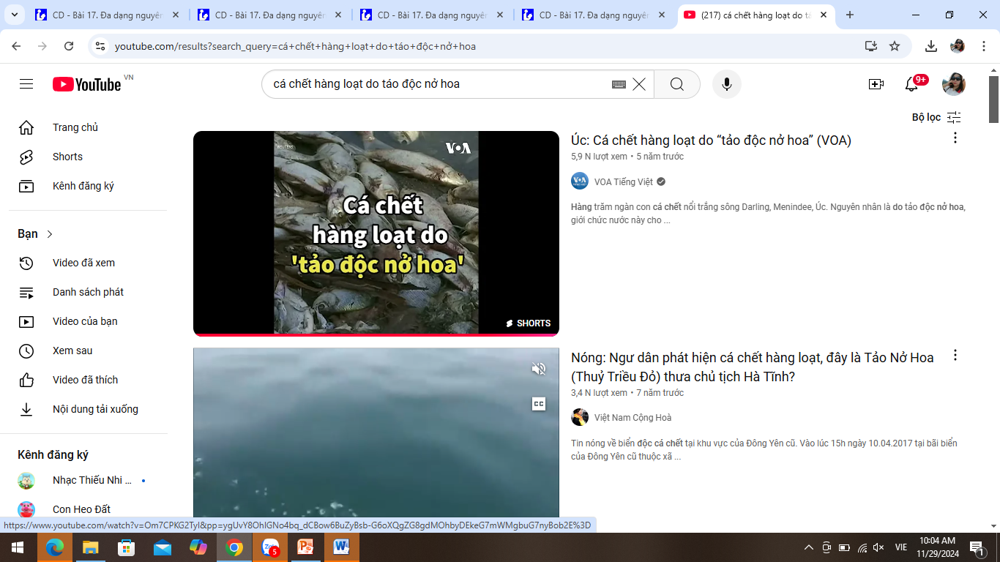 CD - Bài 17. Đa dạng nguyên
CD - Bài 17. Đa dạng nguyên
CD - Bài 17. Đa dạng nguyên
CD - Bài 17. Đa dạng nguyên
(217) cá chết hàng loạt do tá
youtube.com/results?search_query=cá+chết+hàng+loạt+do+táo+độc+nở+hoa
YouTube VN
cá chết hàng loạt do táo độc nở hoa
9+
Bộ lọc
Trang chủ
Shorts
Kênh đăng ký
Bạn
Video đã xem
Danh sách phát
Video của bạn
Xem sau
Video đã thích
Nội dung tải xuống
Kênh đăng ký
Nhạc Thiếu Nhi ...
Con Heo Đất
REUTERS
VOA
Cá chết
hàng loạt do
'tảo độc nở hoa'
SHORTS
Úc: Cá chết hàng loạt do “tảo độc nở hoa” (VOA)
5,9 N lượt xem • 5 năm trước
VOA Tiếng Việt
Hàng trăm ngàn con cá chết nổi trắng sông Darling, Menindee, Úc. Nguyên nhân là do tảo độc nở hoa,
giới chức nước này cho ...
CC
Nóng: Ngư dân phát hiện cá chết hàng loạt, đây là Tảo Nở Hoa
(Thuỷ Triều Đỏ) thưa chủ tịch Hà Tĩnh?
3,4 N lượt xem • 7 năm trước
Việt Nam Cộng Hoà
Tin nóng về biển độc cá chết tại khu vực của Đông Yên cũ. Vào lúc 15h ngày 10.04.2017 tại bãi biển
của Đông Yên cũ thuộc xã ...
https://www.youtube.com/watch?v=Om7CPKG2TyI&pp=ygUvY8OhIGNo4bq_dCBow6BuZyBsb-G6oXQgZG8gdMOhbyDEkeG7mWMgbuG7nyBob2E%3D
Zalo
5
VIE
10:04 AM
11/29/2024
1